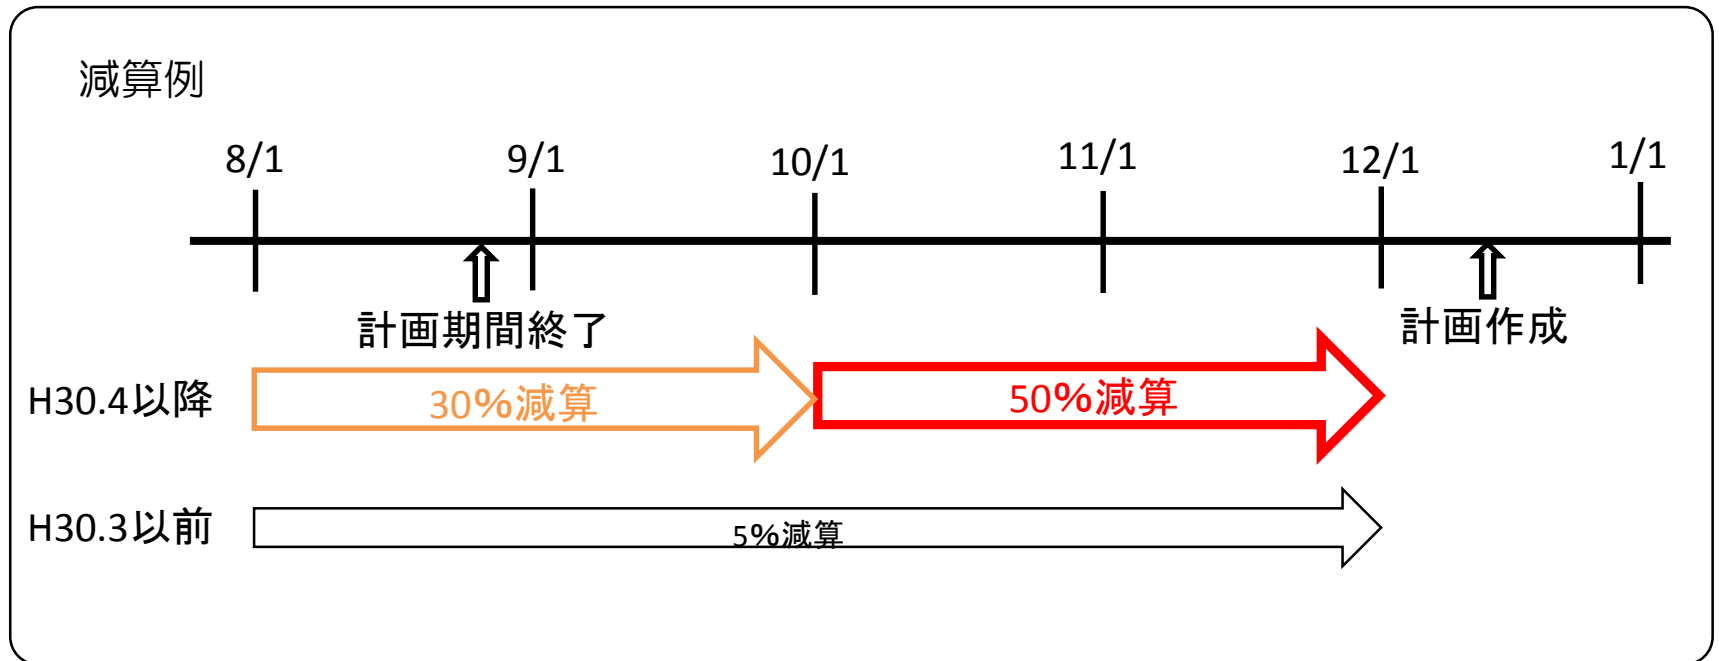 減算例
8/1 9/1 10/1 11/1 12/1 1/1
計画期間終了 計画作成
H30.4以降 30%減算 50%減算
H30.3以前 5%減算